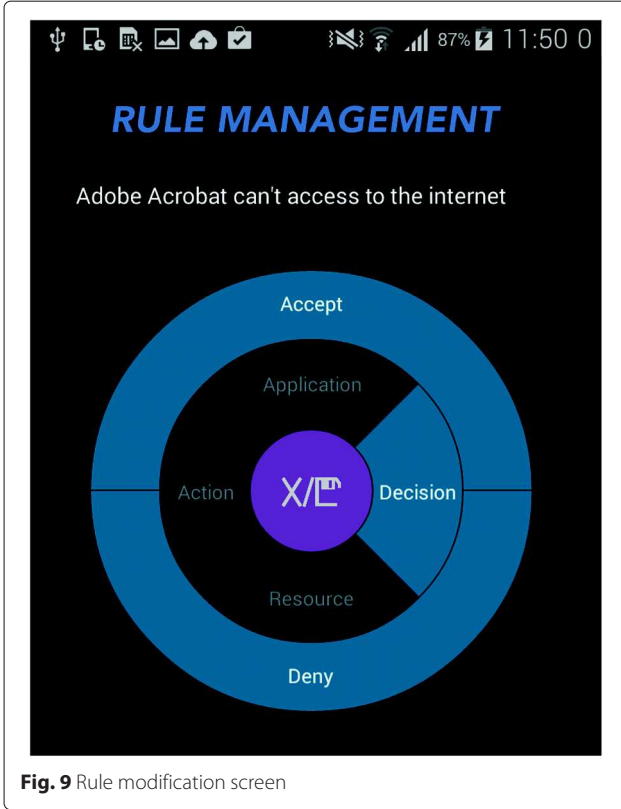 87% 11:50 0
RULE MANAGEMENT
Adobe Acrobat can't access to the internet
Accept
Application
Action X/ Decision
Resource
Deny
Fig. 9 Rule modification screen